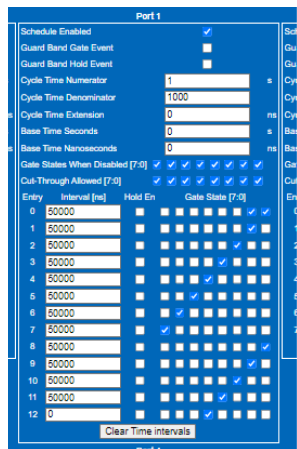 Port 1
Schedule Enabled
Guard Band Gate Event
Guard Band Hold Event
Cycle Time Numerator 1 s
Cycle Time Denominator 1000
Cycle Time Extension 0 ns
Base Time Seconds 0 s
Base Time Nanoseconds 0 ns
Gate States When Disabled [7:0]
Cut-Through Allowed [7:0]
Entry Interval [ns] Hold En Gate State [7:0]
0 50000
1 50000
2 50000
3 50000
4 50000
5 50000
6 50000
7 50000
8 50000
9 50000
10 50000
11 50000
12 0
Clear Time intervals